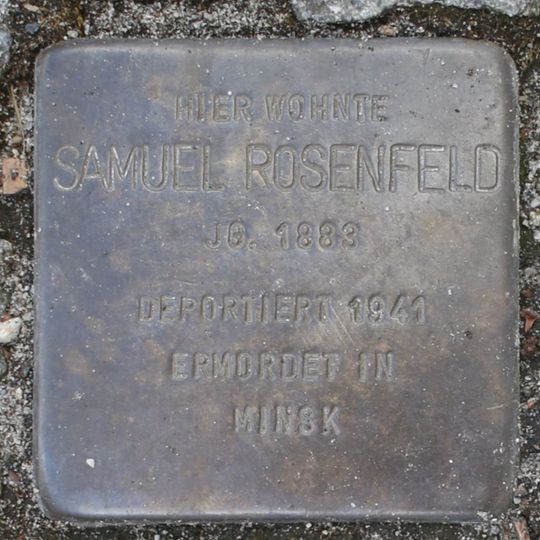 HIER WOHNTE
SAMUEL ROSENFELD
JG. 1883
DEPORTIERT 1941
ERMORDET IN
MINSK